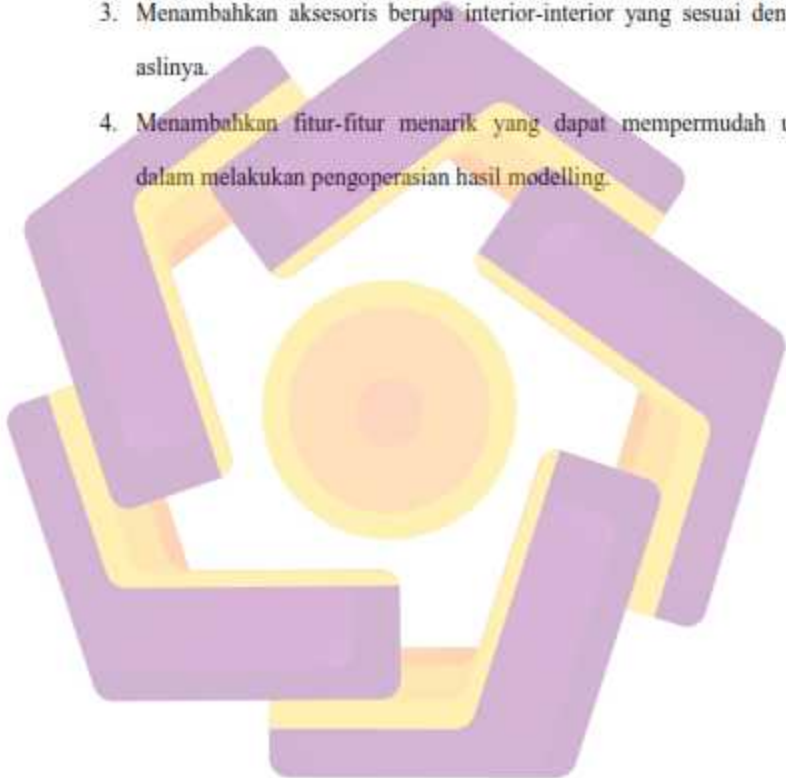 3. Menambahkan aksesoris berupa interior-interior yang sesuai den
aslinya.
4. Menambahkan fitur-fitur menarik yang dapat mempermudah u
dalam melakukan pengoperasian hasil modelling.